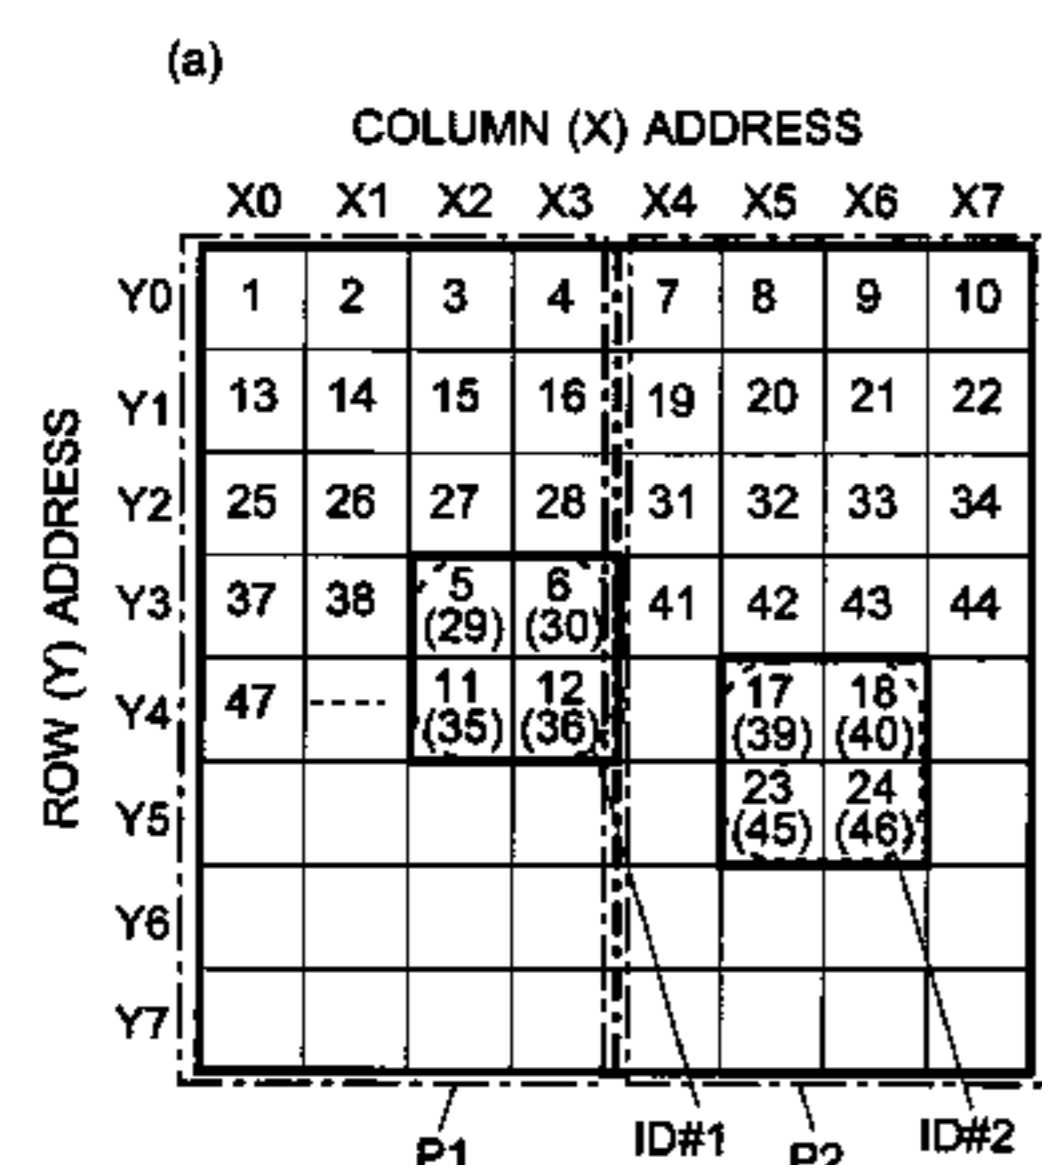 (a)
COLUMN (X) ADDRESS
X0 X1 X2 X3 X4 X5 X6 X7
ROW (Y) ADDRESS
Y0 1 2 3 4 7 8 9 10
Y1 13 14 15 16 19 20 21 22
Y2 25 26 27 28 31 32 33 34
Y3 37 38 5 6 41 42 43 44
(29) (30)
Y4 47 ---- 11 12 17 18
(35) (36) (39) (40)
Y5 23 24
(45) (46)
Y6
Y7
P1 ID#1 P2 ID#2